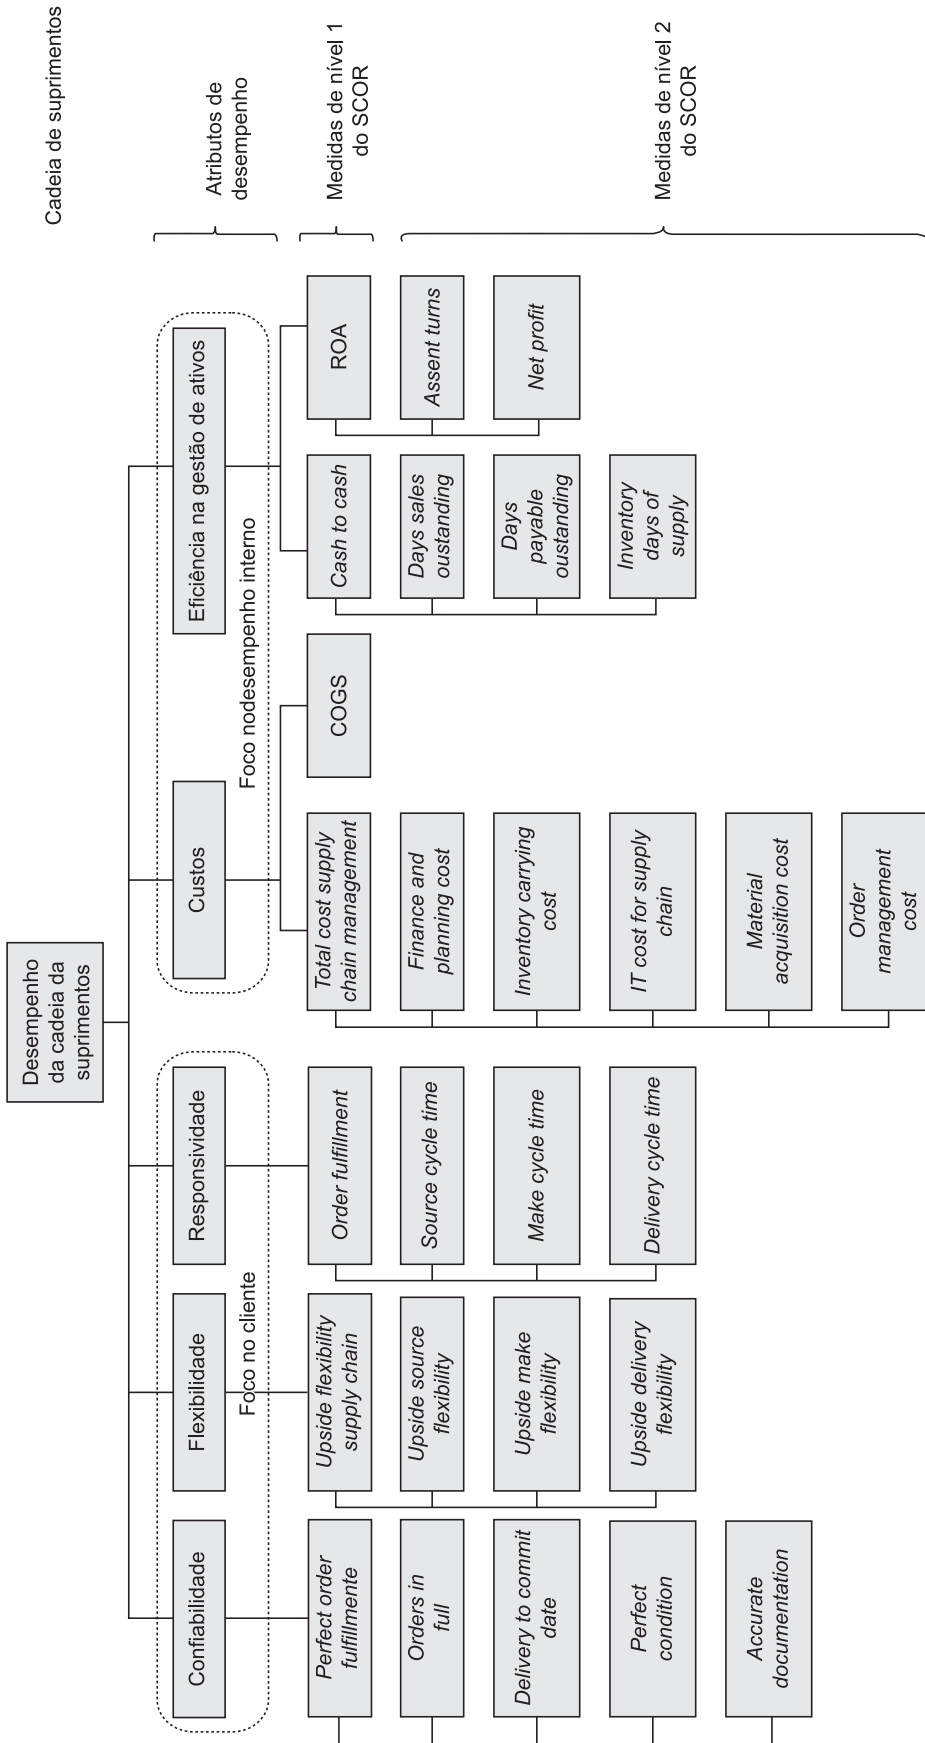 Cadeia de suprimentos
Desempenho
da cadeia da
suprimentos
Atributos de
desempenho
Confiabilidade
Flexibilidade
Responsividade
Custos
Eficiência na gestão de ativos
Foco no cliente
Foco nodesempenho interno
Medidas de nível 1
do SCOR
Perfect order
fulfillmente
Upside flexibility
supply chain
Order fulfillment
Total cost supply
chain management
COGS
Cash to cash
ROA
Medidas de nível 2
do SCOR
Orders in
full
Delivery to commit
date
Perfect
condition
Accurate
documentation
Upside source
flexibility
Upside make
flexibility
Upside delivery
flexibility
Source cycle time
Make cycle time
Delivery cycle time
Finance and
planning cost
Inventory carrying
cost
IT cost for supply
chain
Material
acquisition cost
Order
management
cost
Days sales
oustanding
Days
payable
oustanding
Inventory
days of
supply
Assent turns
Net profit